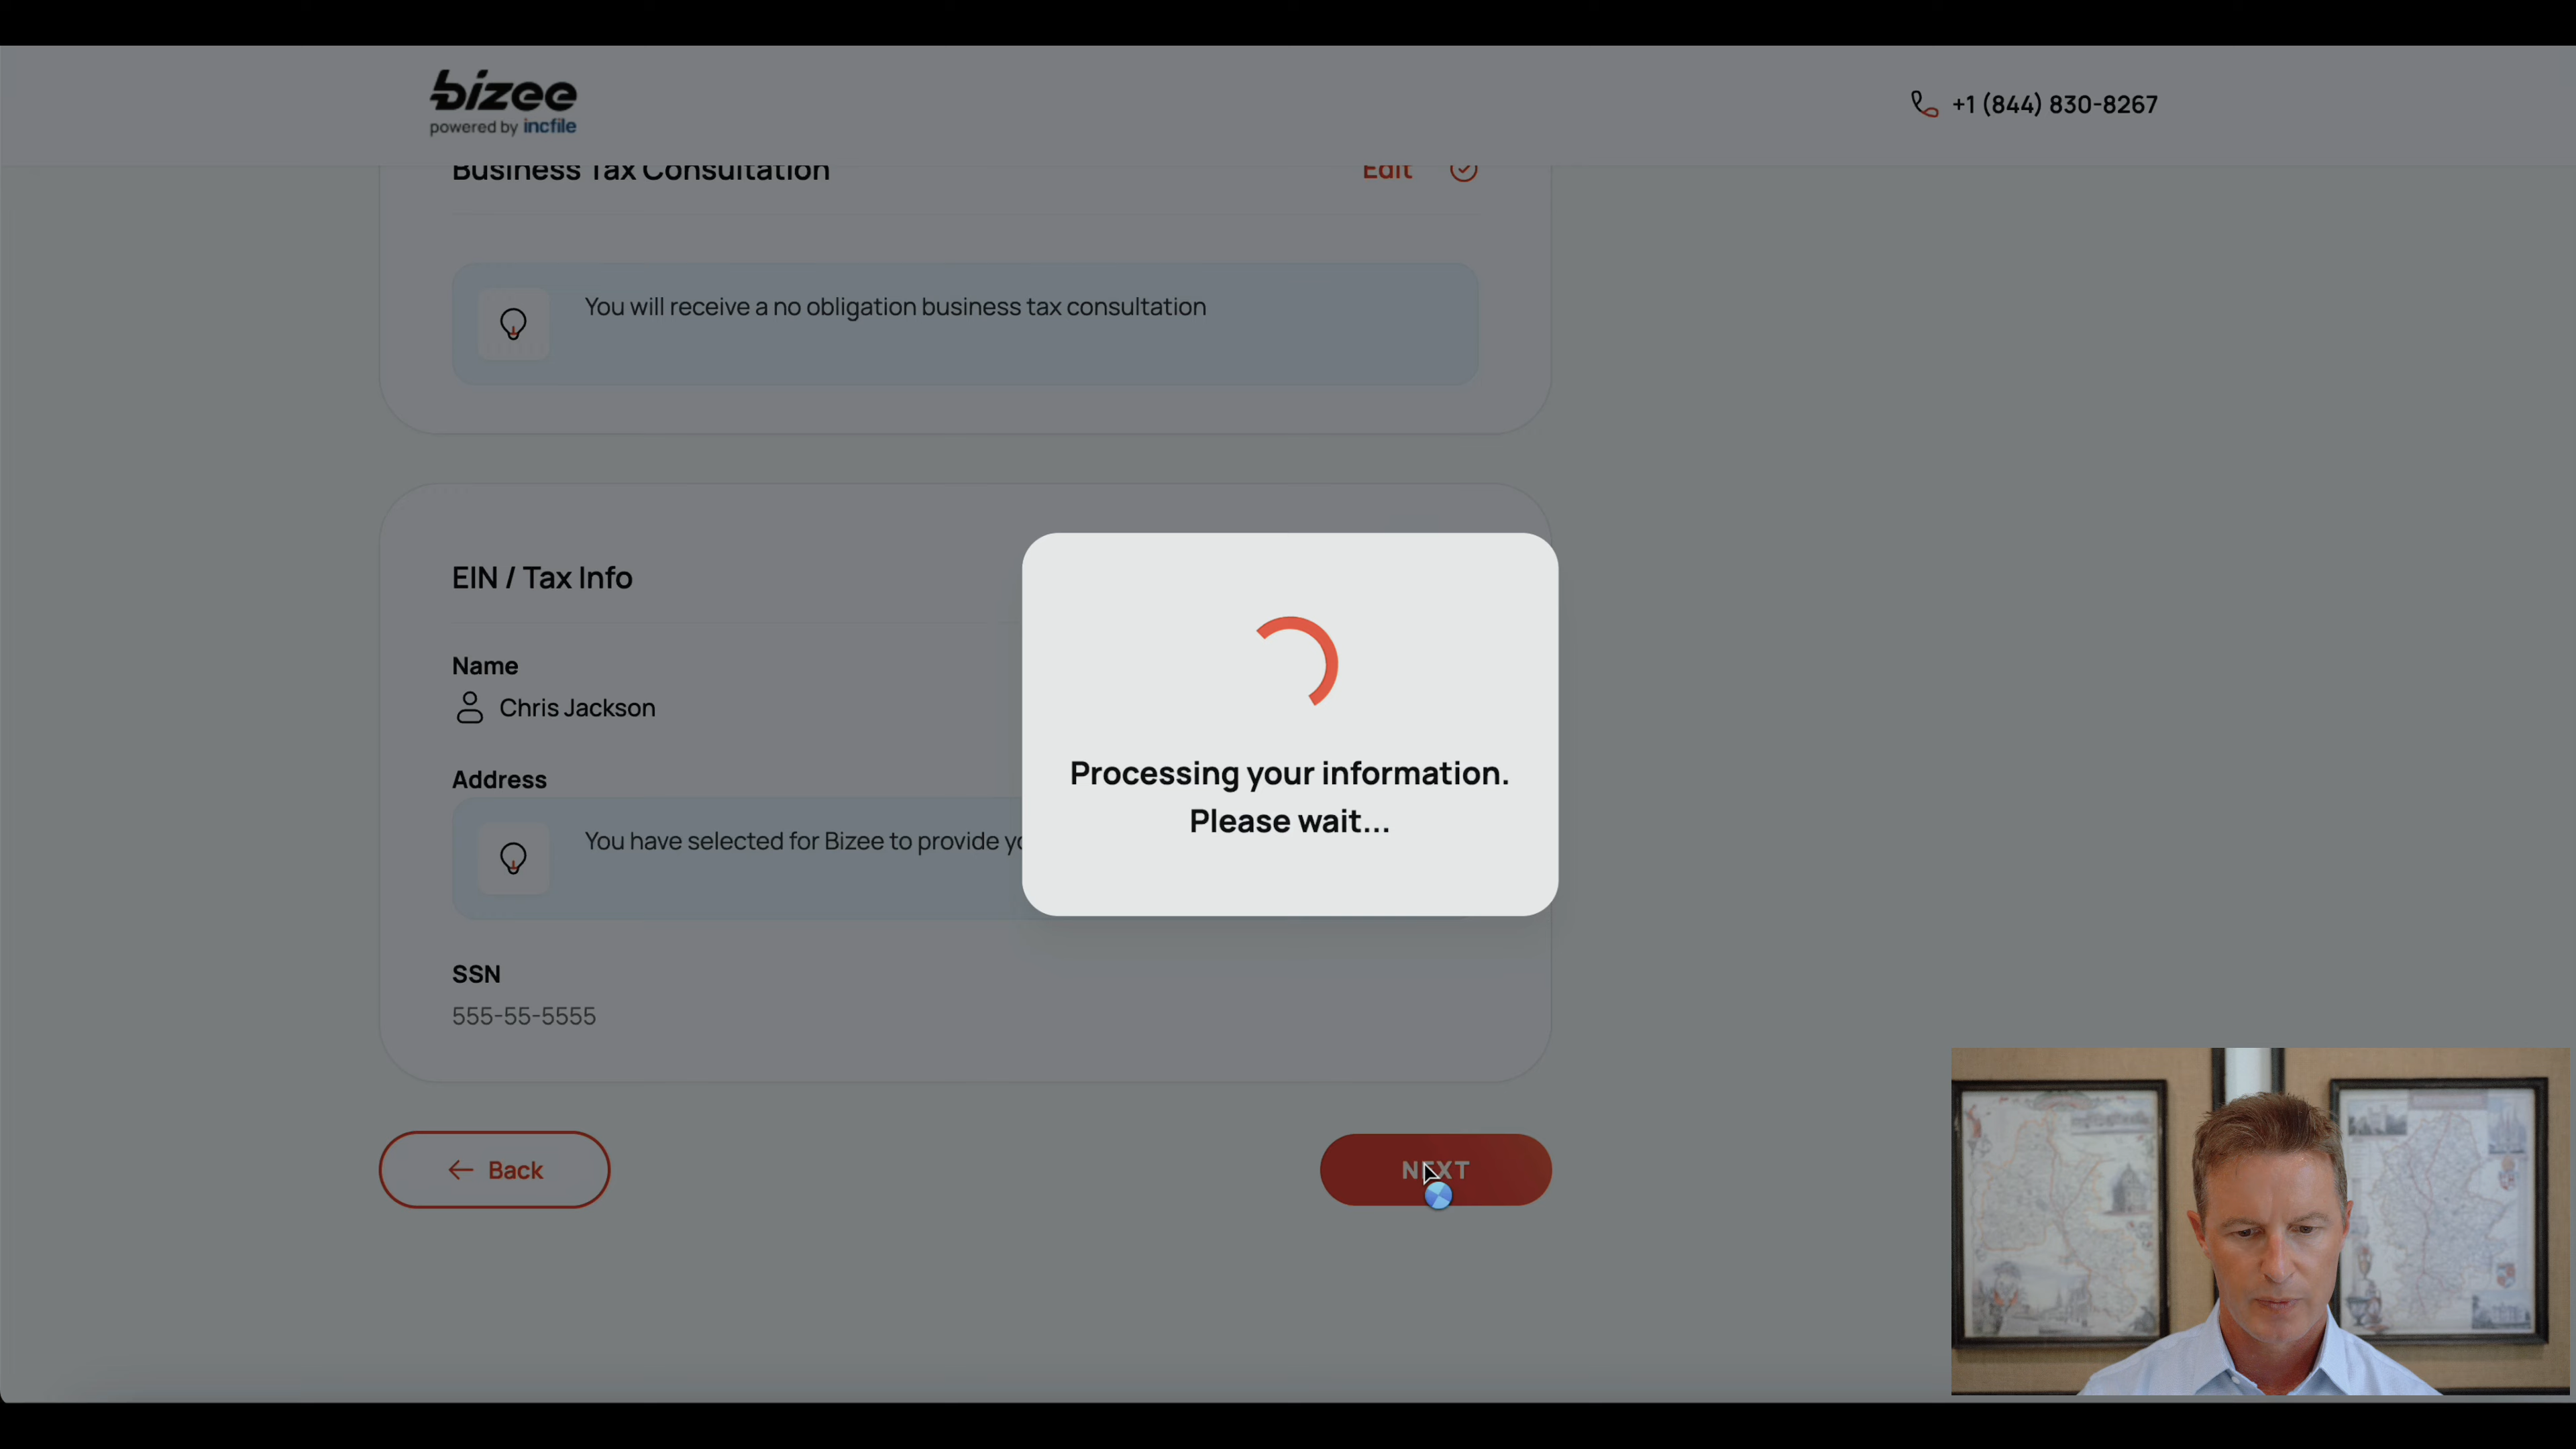 bizee
powered by incfile
+1 (844) 830-8267
Business Tax Consultation
Edit
You will receive a no obligation business tax consultation
EIN / Tax Info
Name
Chris Jackson
Address
You have selected for Bizee to provide
SSN
555-55-5555
Processing your information.
Please wait...
Back
NEXT